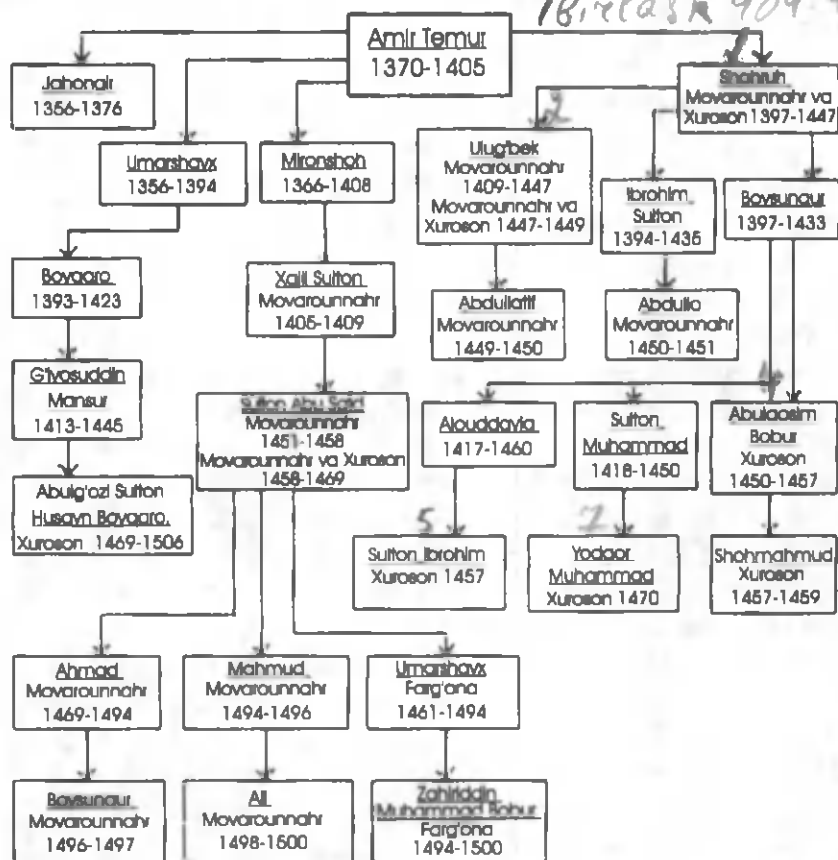 Amir Temur
1370-1405
Jahongir
1356-1376
Shahruh
Movarounnahr va
Xuroson 1397-1447
2
Umarshayx
1356-1394
Mironshoh
1366-1408
Ulug'bek
Movarounnahr
1409-1447
Movarounnahr va
Xuroson 1447-1449
Ibrohim
Sulton
1394-1435
Boysunqur
1397-1433
Boyqaro
1393-1423
Xalil Sulton
Movarounnahr
1405-1409
Abdullatif
Movarounnahr
1449-1450
Abdullo
Movarounnahr
1450-1451
G'iyosuddin
Mansur
1413-1445
Sulton Abu Said
Movarounnahr
1451-1458
Movarounnahr va Xuroson
1458-1469
Alouddavla
1417-1460
Sulton
Muhammad
1418-1450
Abulqosim
Bobur
Xuroson
1450-1457
Abulg'ozi Sulton
Husayn Boyqaro.
Xuroson 1469-1506
5
Sulton Ibrohim
Xuroson 1457
7
Yodgor
Muhammad
Xuroson 1470
Shohmahmud
Xuroson
1457-1459
Ahmad
Movarounnahr
1469-1494
Mahmud
Movarounnahr
1494-1496
Umarshayx
Farg'ona
1461-1494
Boysunqur
Movarounnahr
1496-1497
Ali
Movarounnahr
1498-1500
Zahiriddin
Muhammad Bobur
Farg'ona
1494-1500